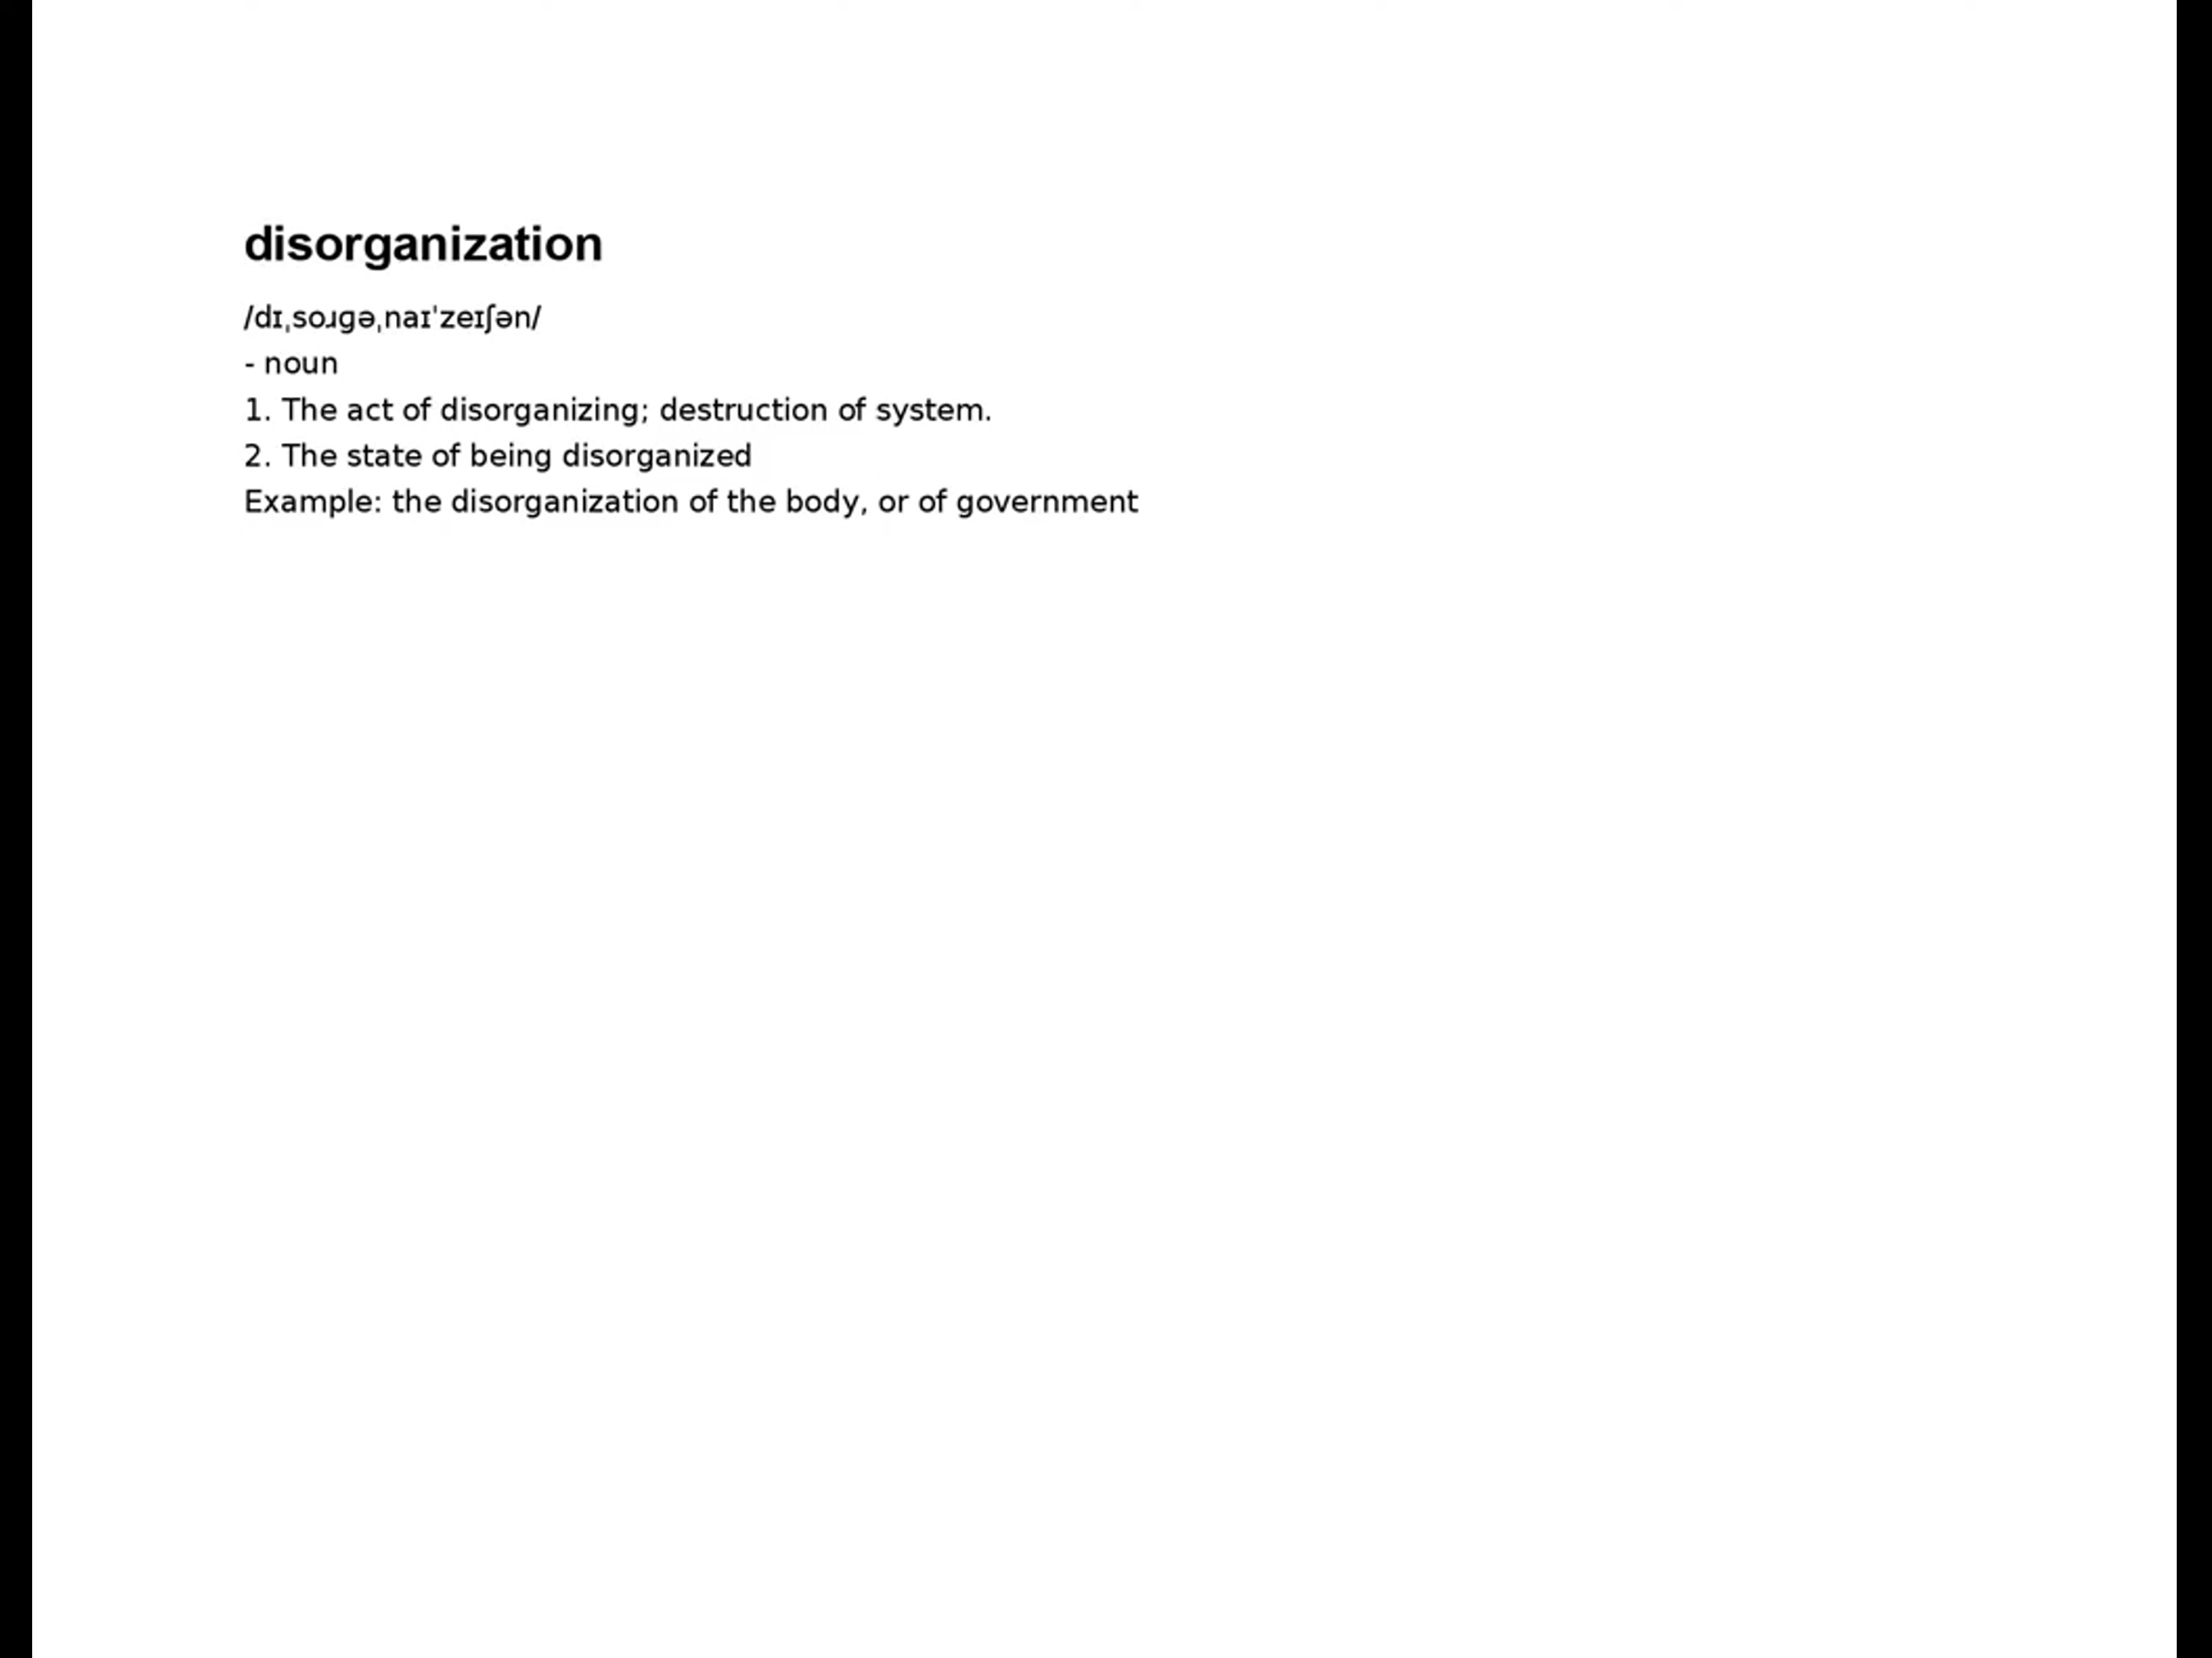 disorganization
/dɪˌsoɹgəˌnaɪˈzeɪʃən/
- noun
1. The act of disorganizing; destruction of system.
2. The state of being disorganized
Example: the disorganization of the body, or of government